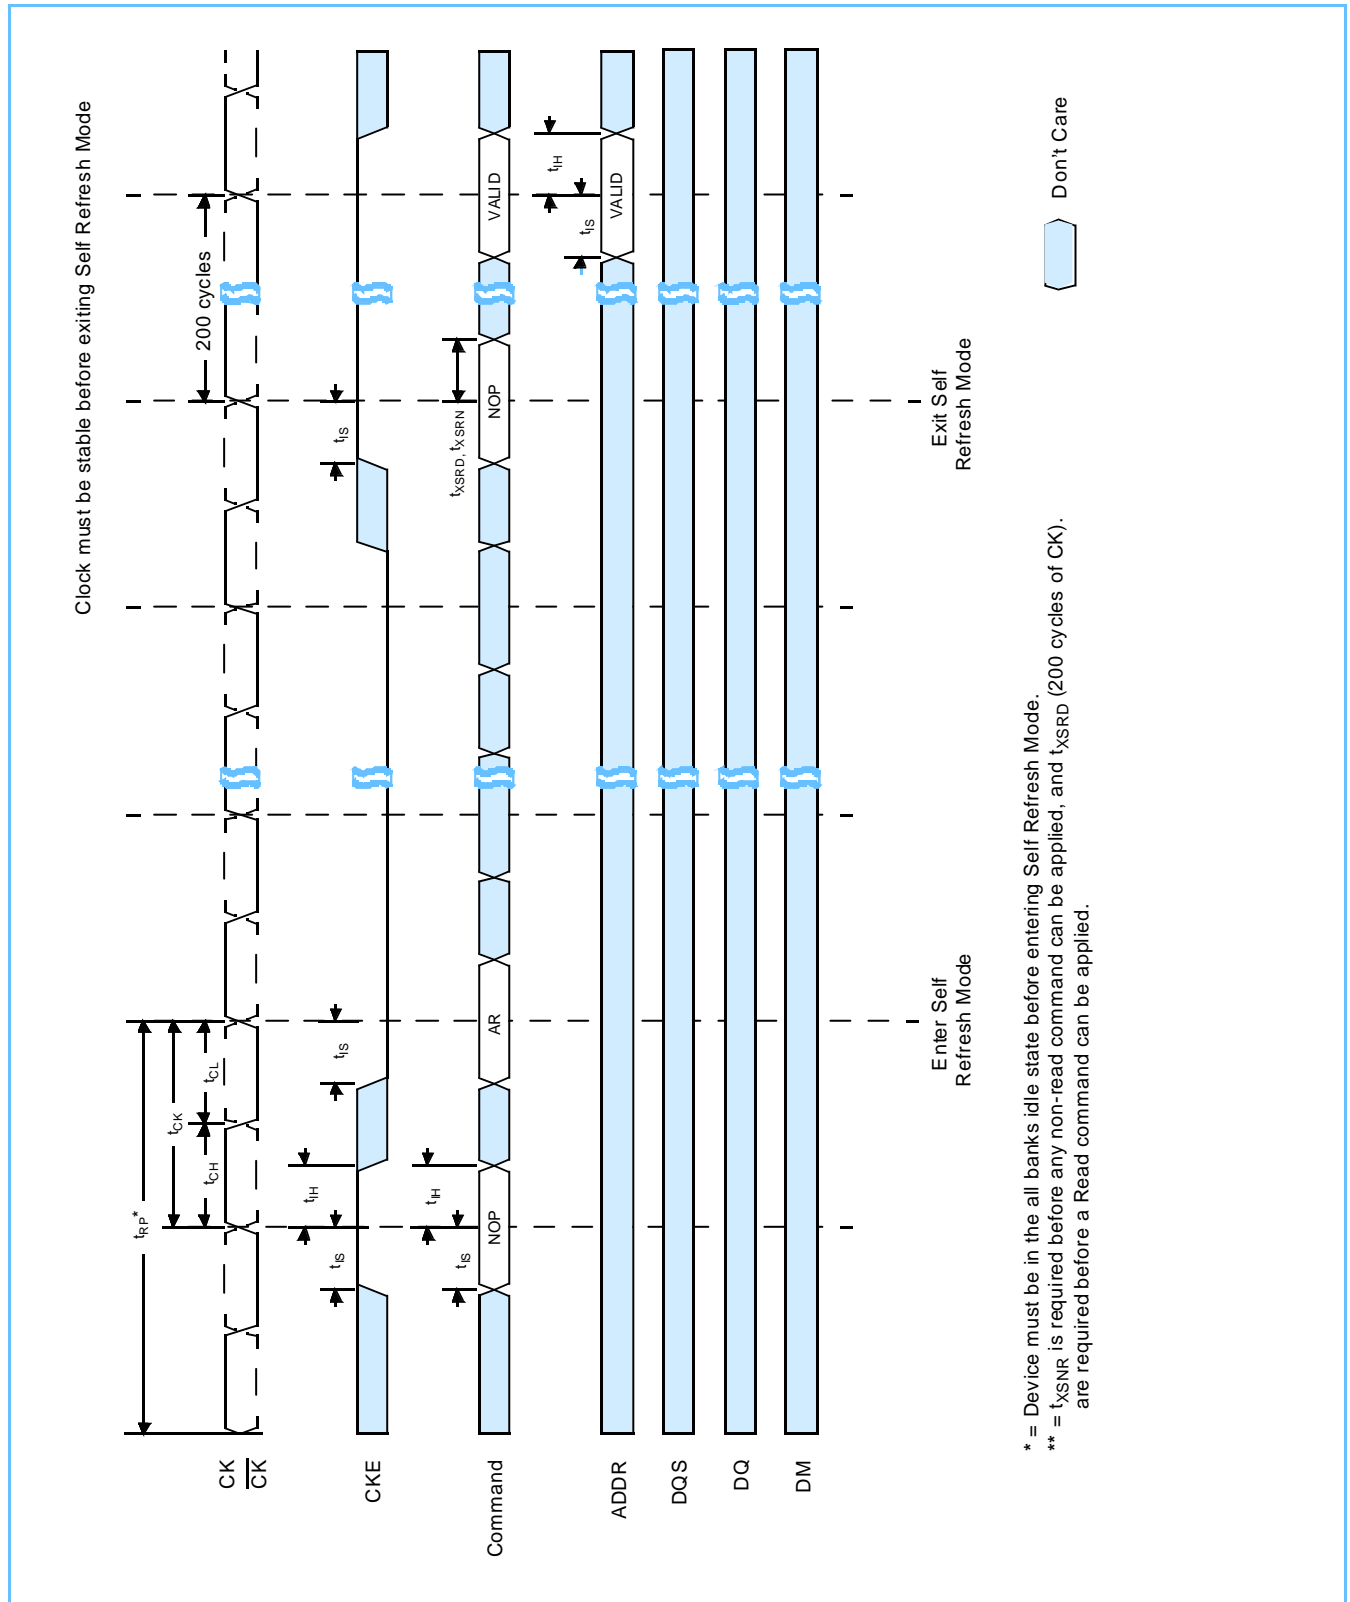 Clock must be stable before exiting Self Refresh Mode
tRP*
tCK
tCH
tCL
200 cycles
CK
CK
tIS
tIH
tIS
tIS
CKE
tIS
tIH
tXSRD, tXSRN
Command
NOP
AR
NOP
VALID
tIS
tIH
ADDR
VALID
DQS
DQ
DM
Enter Self
Refresh Mode
Exit Self
Refresh Mode
Don't Care
* = Device must be in the all banks idle state before entering Self Refresh Mode.
** = tXSNR is required before any non-read command can be applied, and tXSRD (200 cycles of CK).
are required before a Read command can be applied.